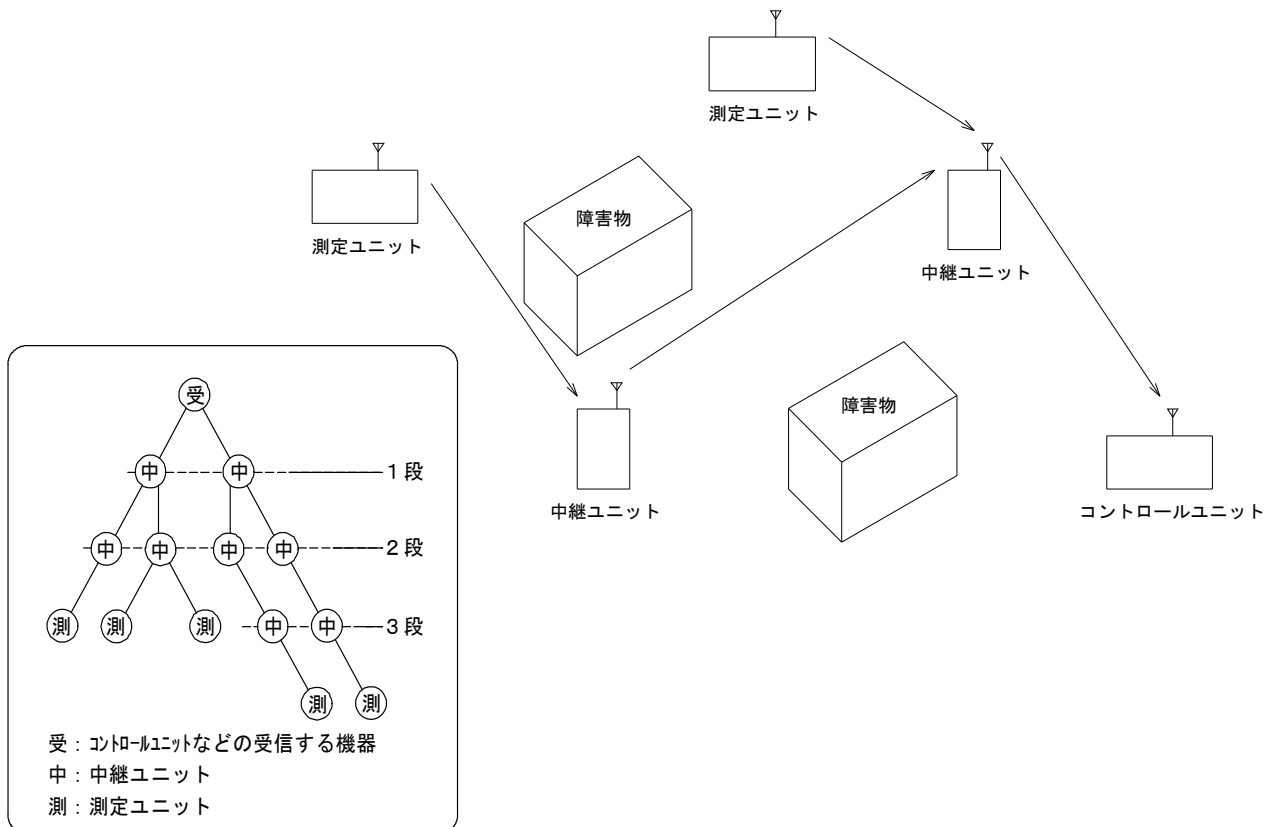 測定ユニット
測定ユニット
障害物
中継ユニット
障害物
中継ユニット
コントロールユニット
受
中 中 1段
中 中 中 中 2段
測 測 測 中 中 3段
測 測
受：ｺﾝﾄﾛｰﾙﾕﾆｯﾄなどの受信する機器
中：中継ユニット
測：測定ユニット